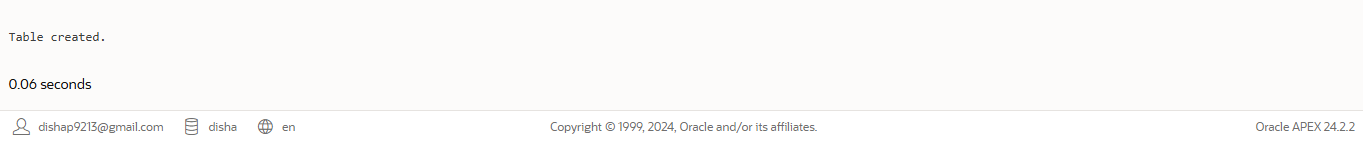 Table created.
0.06 seconds
dishap9213@gmail.com disha en Copyright © 1999, 2024, Oracle and/or its affiliates. Oracle APEX 24.2.2